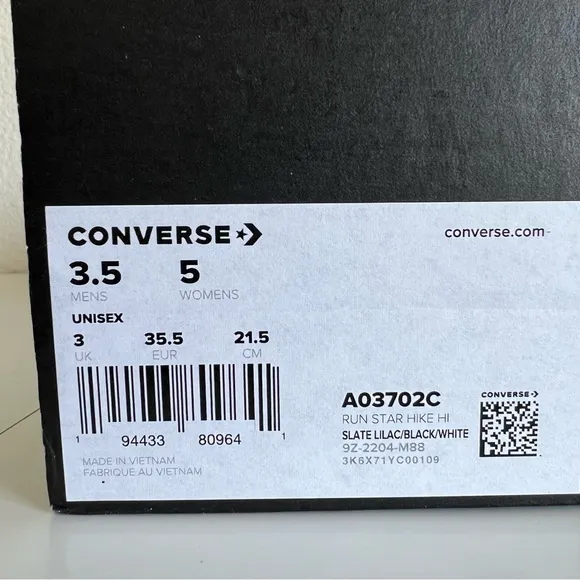 CONVERSE
converse.com
3.5 5
MENS WOMENS
UNISEX
3 35.5 21.5
UK EUR CM
1 94433 80964 1
MADE IN VIETNAM
FABRIQUE AU VIETNAM
A03702C
RUN STAR HIKE HI
SLATE LILAC/BLACK/WHITE
9Z-2204-M88
3K6X71YC00109
CONVERSE